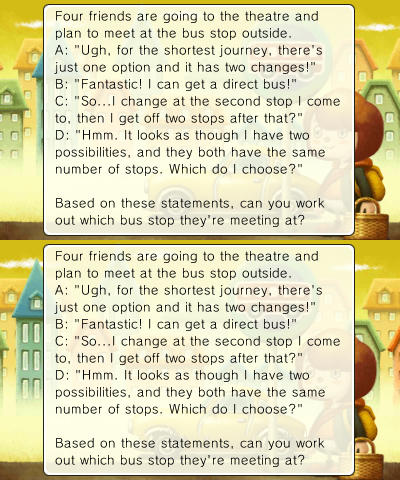 Four friends are going to the theatre and
plan to meet at the bus stop outside.
A: "Ugh, for the shortest journey, there's
just one option and it has two changes!"
B: "Fantastic! I can get a direct bus!"
C: "So...I change at the second stop I come
to, then I get off two stops after that?"
D: "Hmm. It looks as though I have two
possibilities, and they both have the same
number of stops. Which do I choose?"
Based on these statements, can you work
out which bus stop they're meeting at?
Four friends are going to the theatre and
plan to meet at the bus stop outside.
A: "Ugh, for the shortest journey, there's
just one option and it has two changes!"
B: "Fantastic! I can get a direct bus!"
C: "So...I change at the second stop I come
to, then I get off two stops after that?"
D: "Hmm. It looks as though I have two
possibilities, and they both have the same
number of stops. Which do I choose?"
Based on these statements, can you work
out which bus stop they're meeting at?